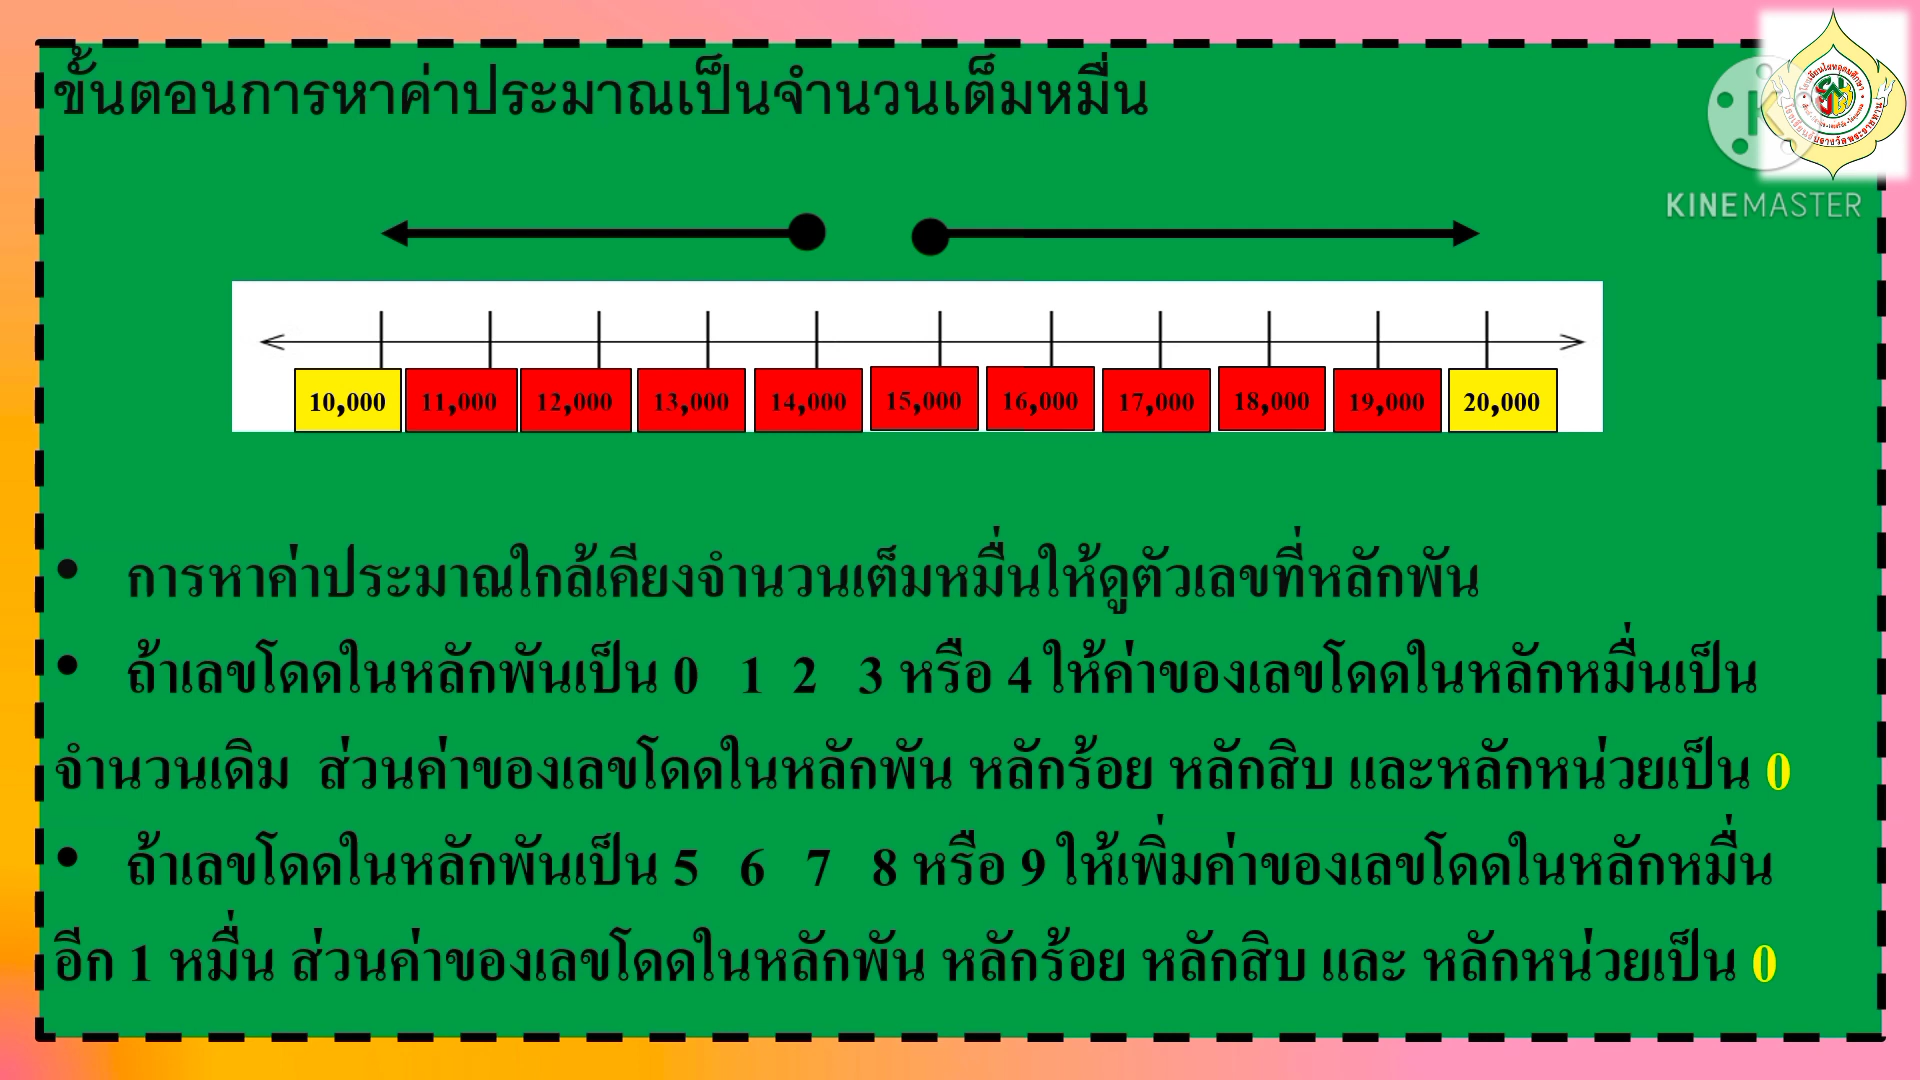 ขั้นตอนการหาค่าประมาณเป็นจำนวนเต็มหมื่น
KINEMASTER
10,000 11,000 12,000 13,000 14,000 15,000 16,000 17,000 18,000 19,000 20,000
• การหาค่าประมาณใกล้เคียงจำนวนเต็มหมื่นให้ดูตัวเลขที่หลักพัน
• ถ้าเลขโดดในหลักพันเป็น 0 1 2 3 หรือ 4 ให้ค่าของเลขโดดในหลักหมื่นเป็น
จำนวนเดิม ส่วนค่าของเลขโดดในหลักพัน หลักร้อย หลักสิบ และหลักหน่วยเป็น 0
• ถ้าเลขโดดในหลักพันเป็น 5 6 7 8 หรือ 9 ให้เพิ่มค่าของเลขโดดในหลักหมื่น
อีก 1 หมื่น ส่วนค่าของเลขโดดในหลักพัน หลักร้อย หลักสิบ และ หลักหน่วยเป็น 0